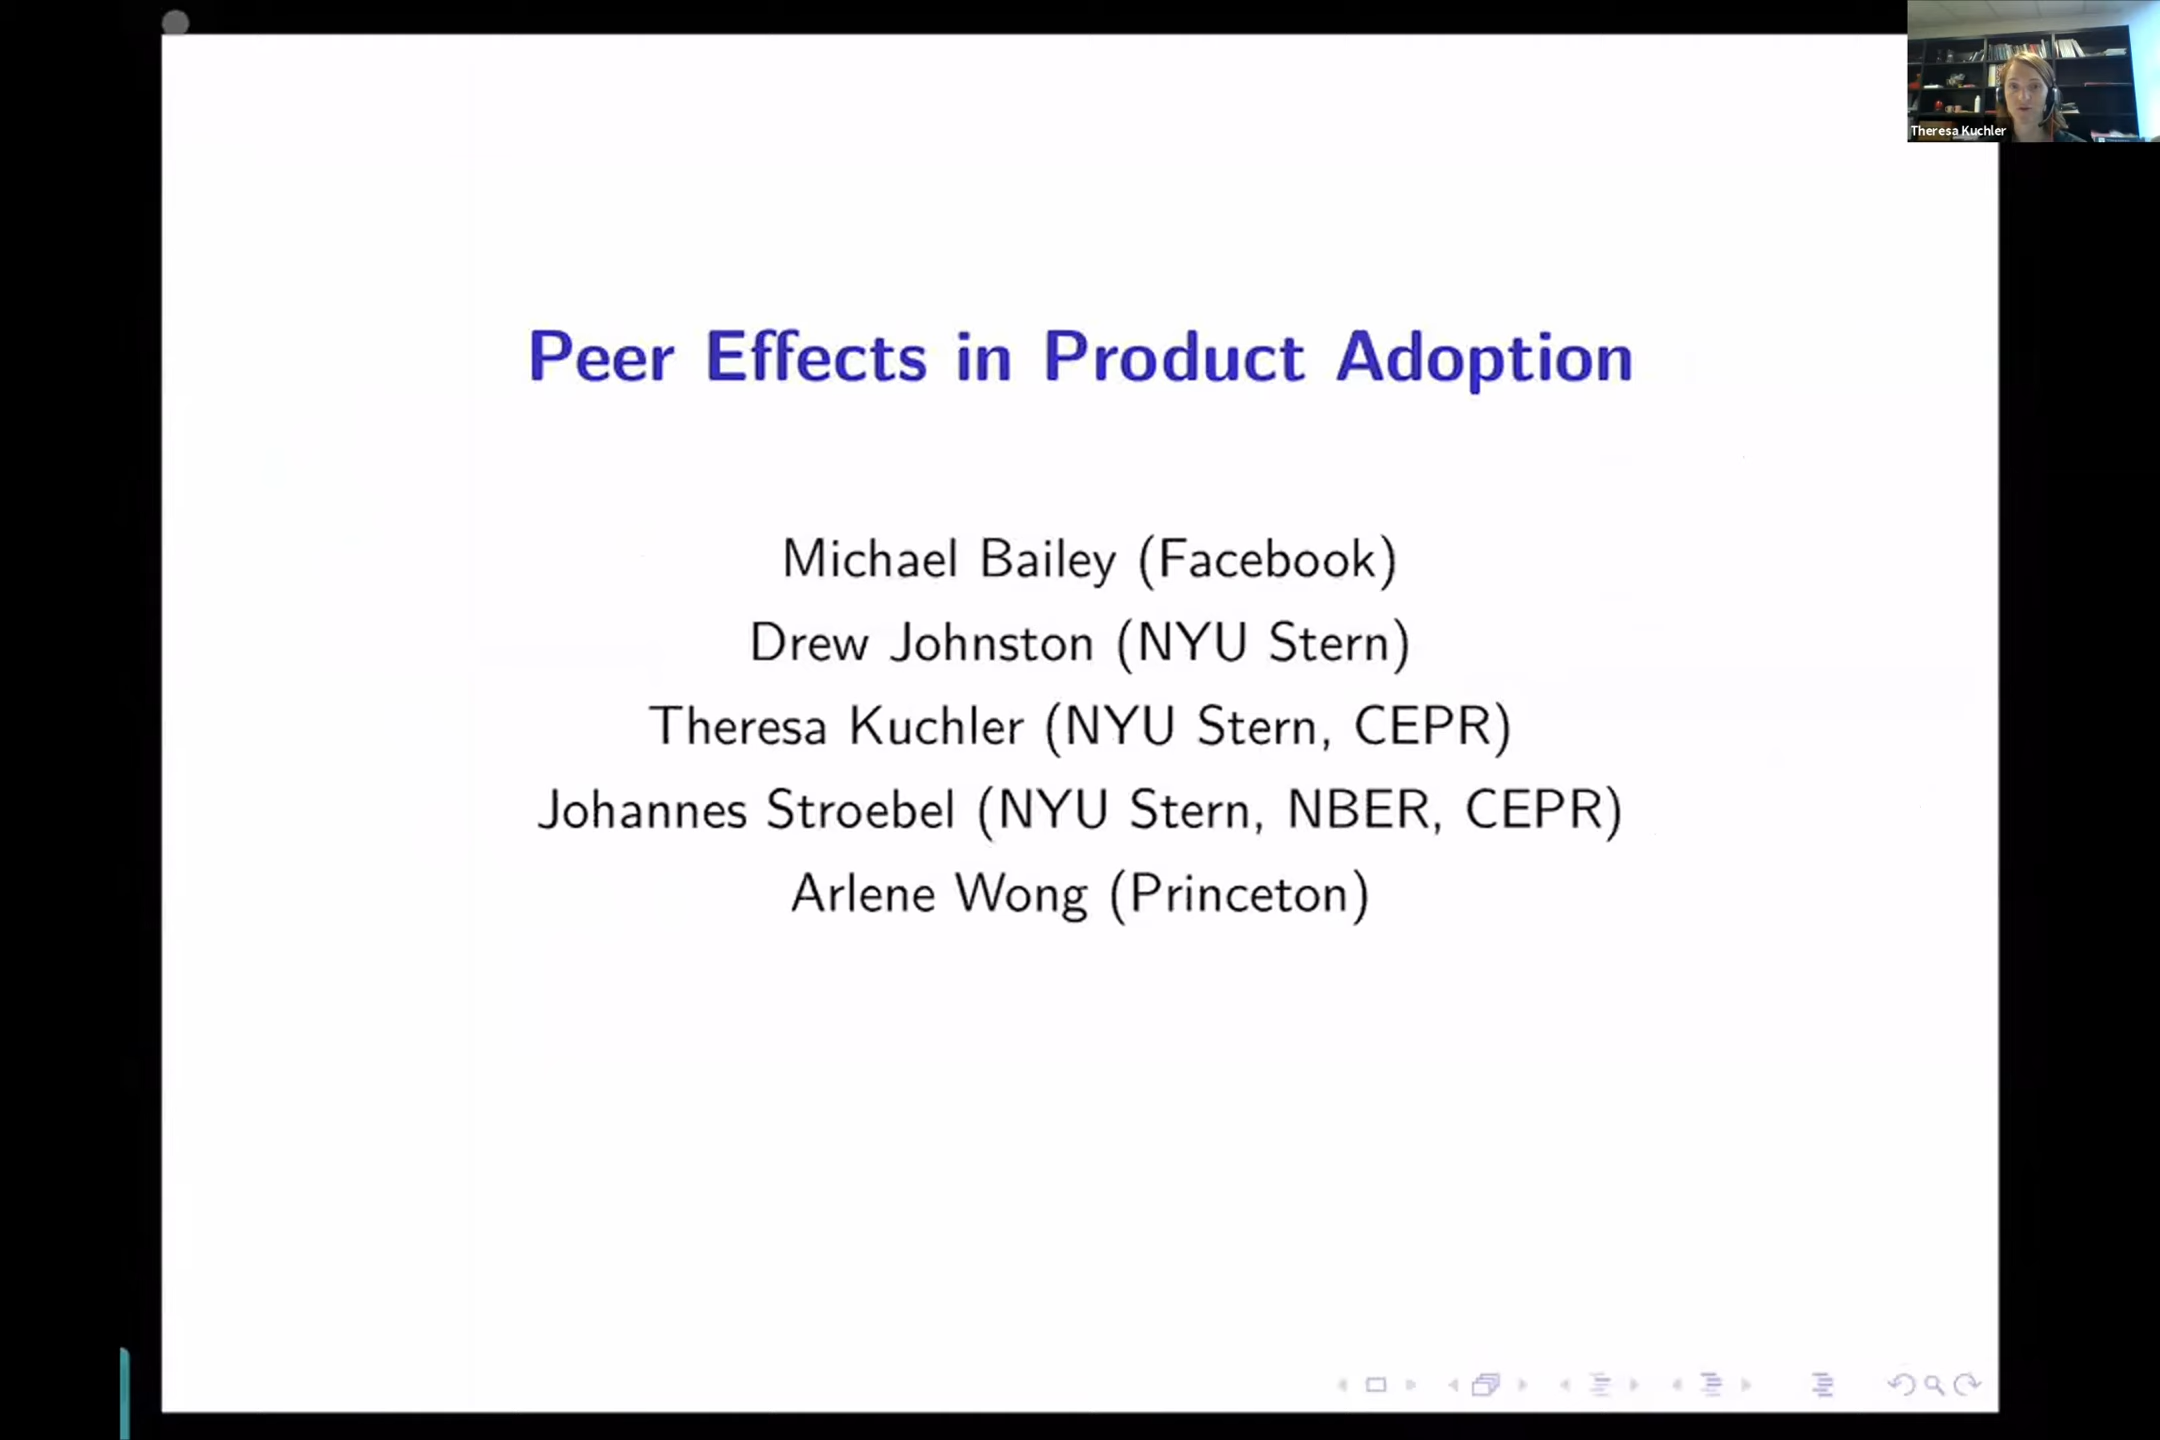 Theresa Kuchler
Peer Effects in Product Adoption
Michael Bailey (Facebook)
Drew Johnston (NYU Stern)
Theresa Kuchler (NYU Stern, CEPR)
Johannes Stroebel (NYU Stern, NBER, CEPR)
Arlene Wong (Princeton)